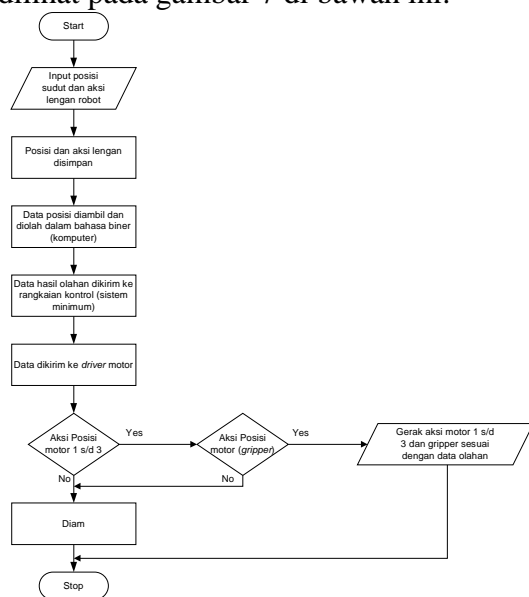 dilihat pada gambar 7 di bawah ini.
Start
Input posisi
sudut dan aksi
lengan robot
Posisi dan aksi lengan
disimpan
Data posisi diambil dan
diolah dalam bahasa biner
(komputer)
Data hasil olahan dikirim ke
rangkaian kontrol (sistem
minimum)
Data dikirim ke driver motor
Aksi Posisi
motor 1 s/d 3
Yes
Aksi Posisi
motor (gripper)
Yes
Gerak aksi motor 1 s/d
3 dan gripper sesuai
dengan data olahan
No
No
Diam
Stop